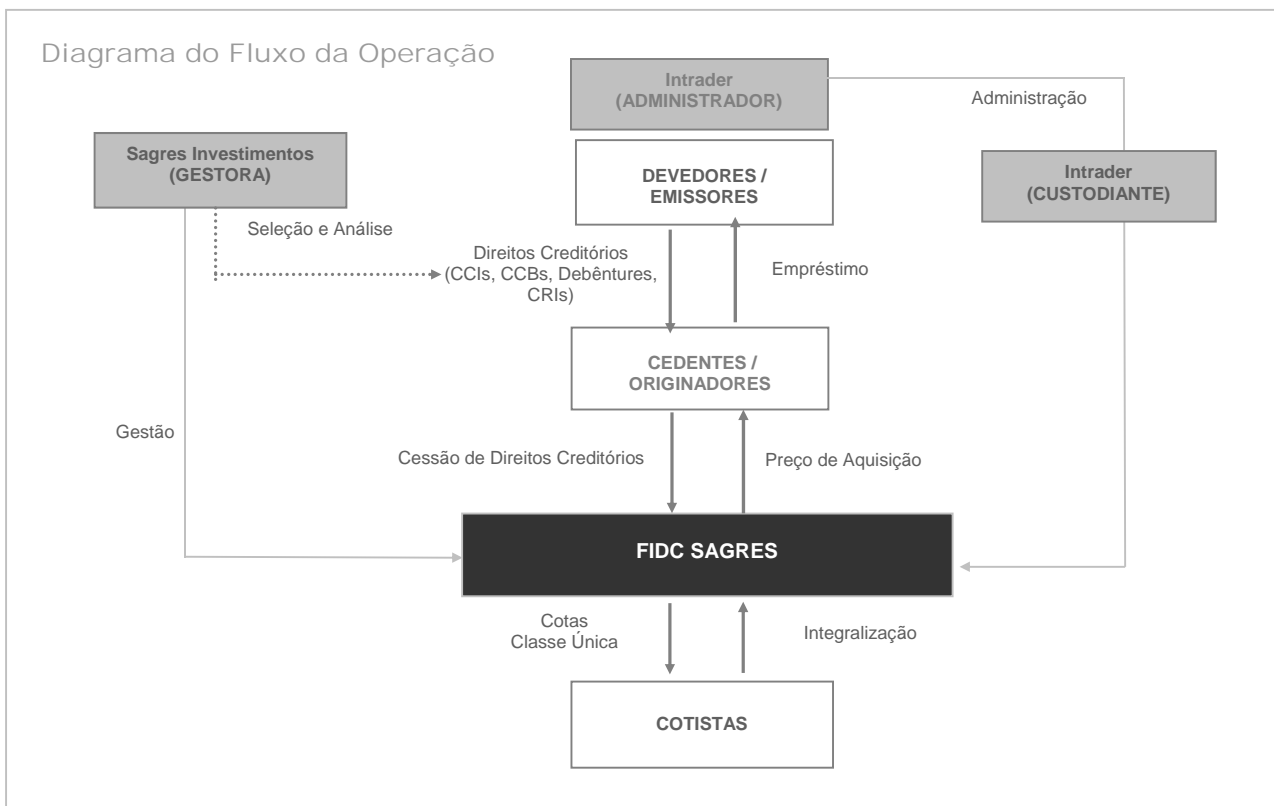 Diagrama do Fluxo da Operação
Intrader
(ADMINISTRADOR)
Administração
Sagres Investimentos
(GESTORA)
DEVEDORES /
EMISSORES
Intrader
(CUSTODIANTE)
Seleção e Análise
Direitos Creditórios
(CCIs, CCBs, Debêntures,
CRIs)
Empréstimo
CEDENTES /
ORIGINADORES
Gestão
Cessão de Direitos Creditórios
Preço de Aquisição
FIDC SAGRES
Cotas
Classe Única
Integralização
COTISTAS